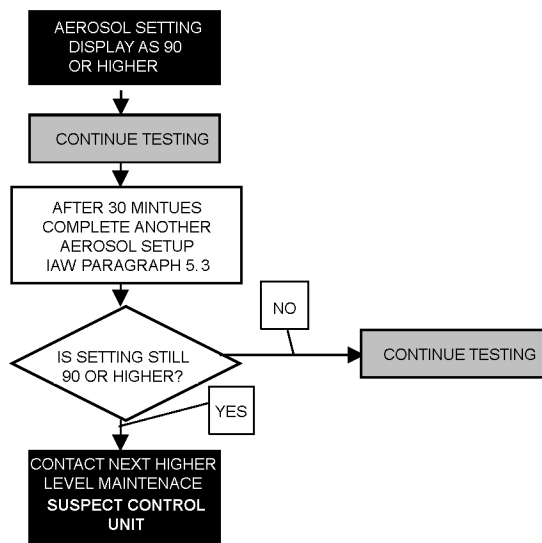 AEROSOL SETTING
DISPLAY AS 90
OR HIGHER
CONTINUE TESTING
AFTER 30 MINTUES
COMPLETE ANOTHER
AEROSOL SETUP
IAW PARAGRAPH 5.3
IS SETTING STILL
90 OR HIGHER?
NO
CONTINUE TESTING
YES
CONTACT NEXT HIGHER
LEVEL MAINTENACE
SUSPECT CONTROL
UNIT